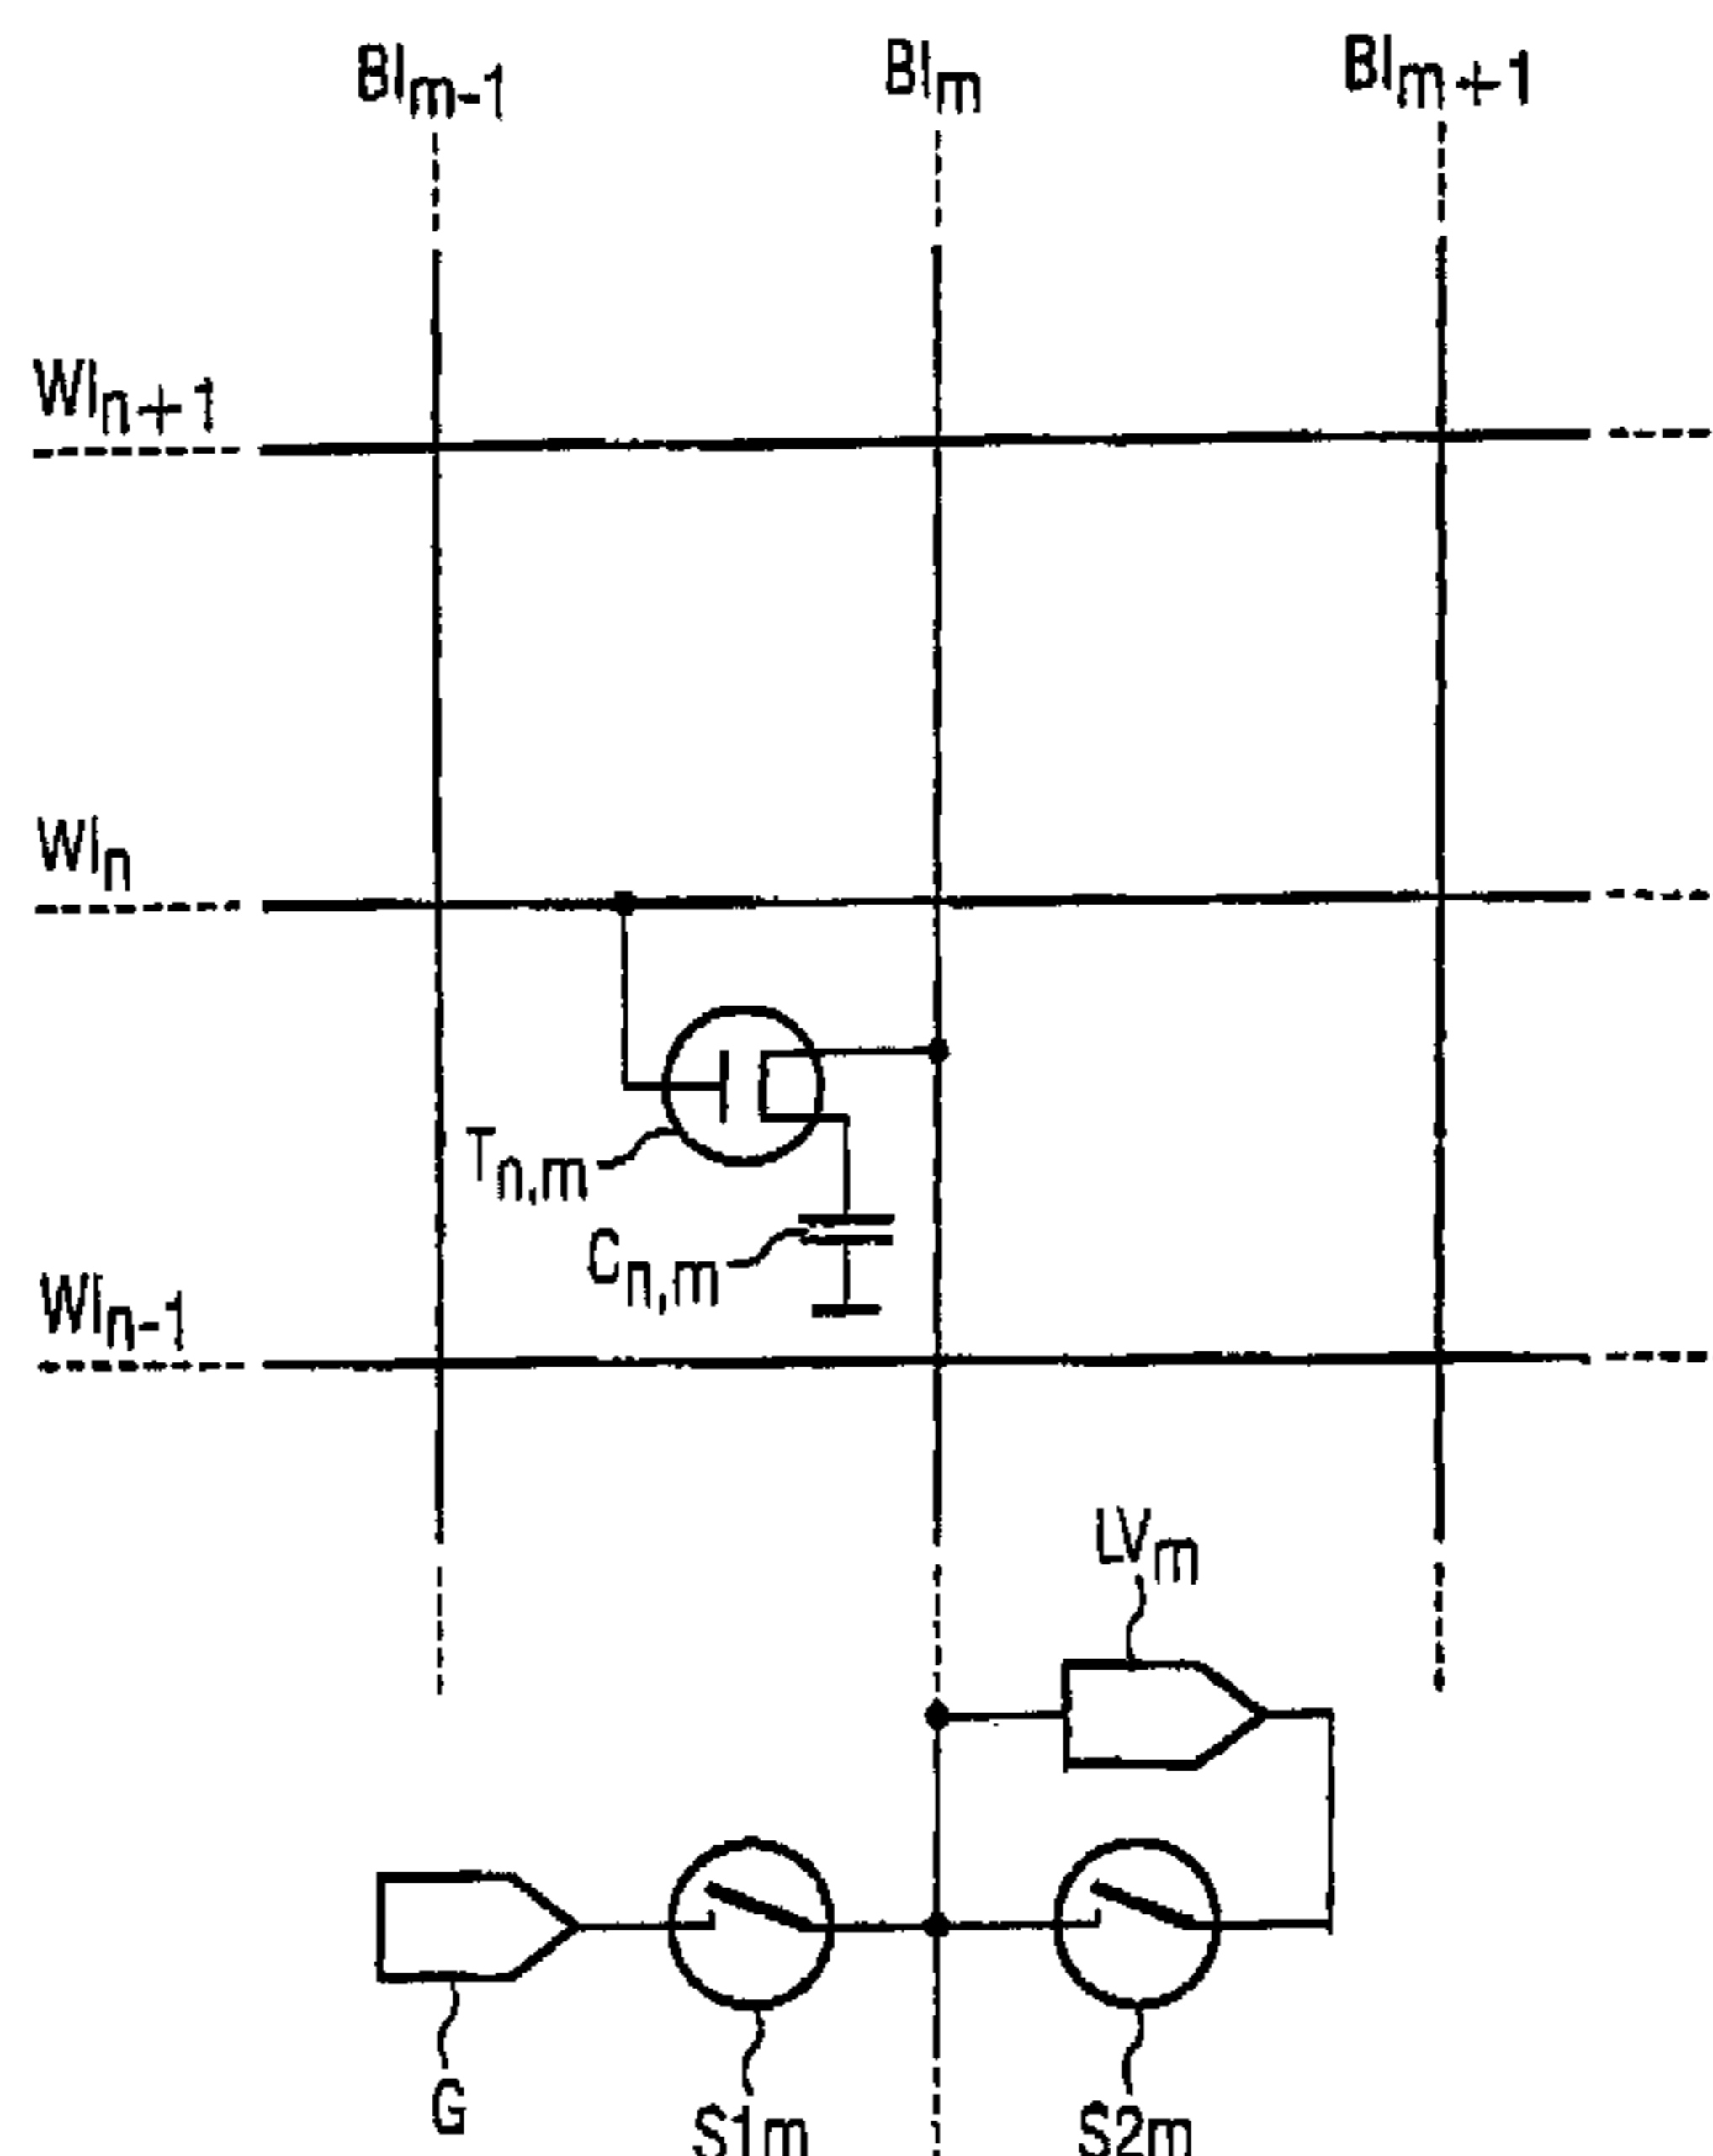 Bl_m-1 Bl_m Bl_m+1
Wl_n+1
Wl_n
T_n,m
C_n,m
Wl_n-1
LV_m
G S1m S2m